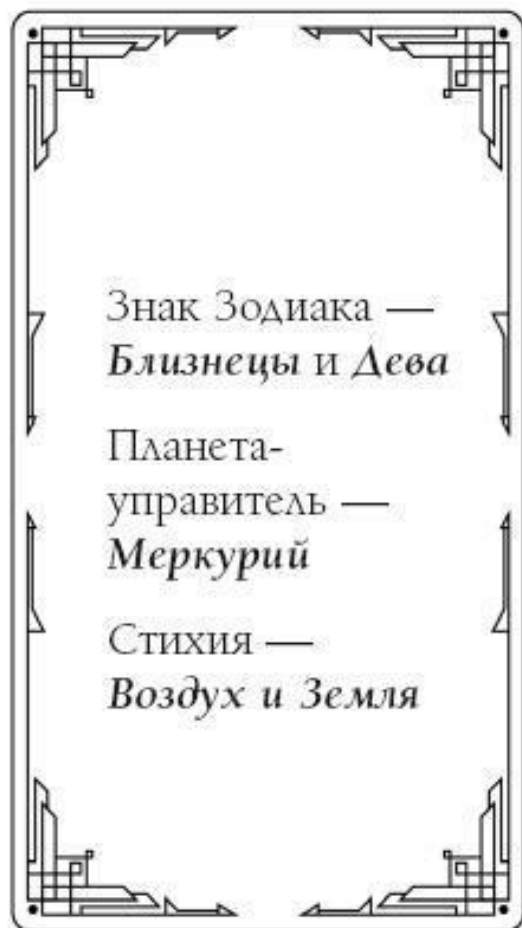 Знак Зодиака —
Близнецы и Дева
Планета-
управитель —
Меркурий
Стихия —
Воздух и Земля